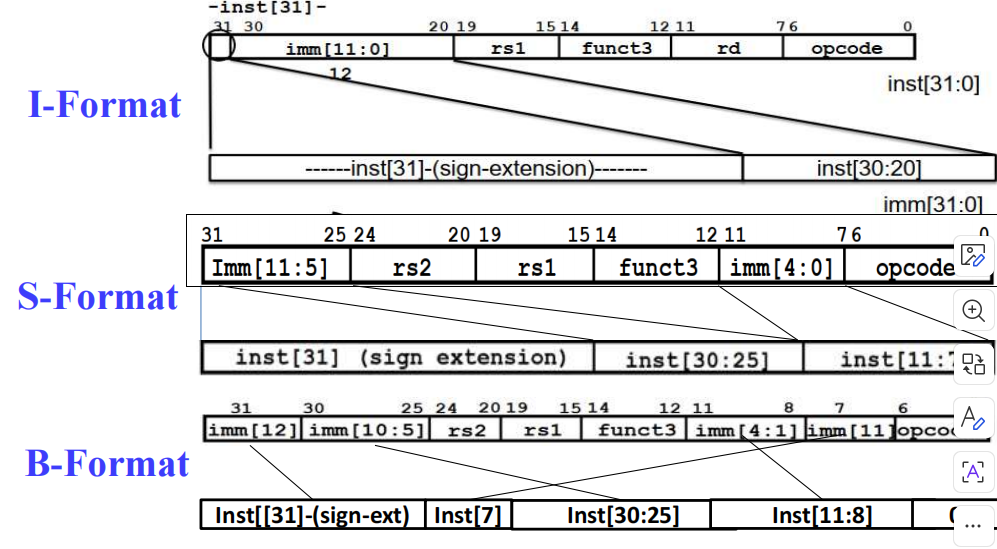 -inst[31]-
31 30 20 19 15 14 12 11 7 6 0
imm[11:0] rs1 funct3 rd opcode
12
inst[31:0]
I-Format
------inst[31]-(sign-extension)------- inst[30:20]
imm[31:0]
31 25 24 20 19 15 14 12 11 7 6 0
Imm[11:5] rs2 rs1 funct3 imm[4:0] opcode
S-Format
inst[31] (sign extension) inst[30:25] inst[11:
31 30 25 24 20 19 15 14 12 11 8 7 6
imm[12] imm[10:5] rs2 rs1 funct3 imm[4:1] imm[11]
B-Format
Inst[[31]-(sign-ext) Inst[7] Inst[30:25] Inst[11:8]